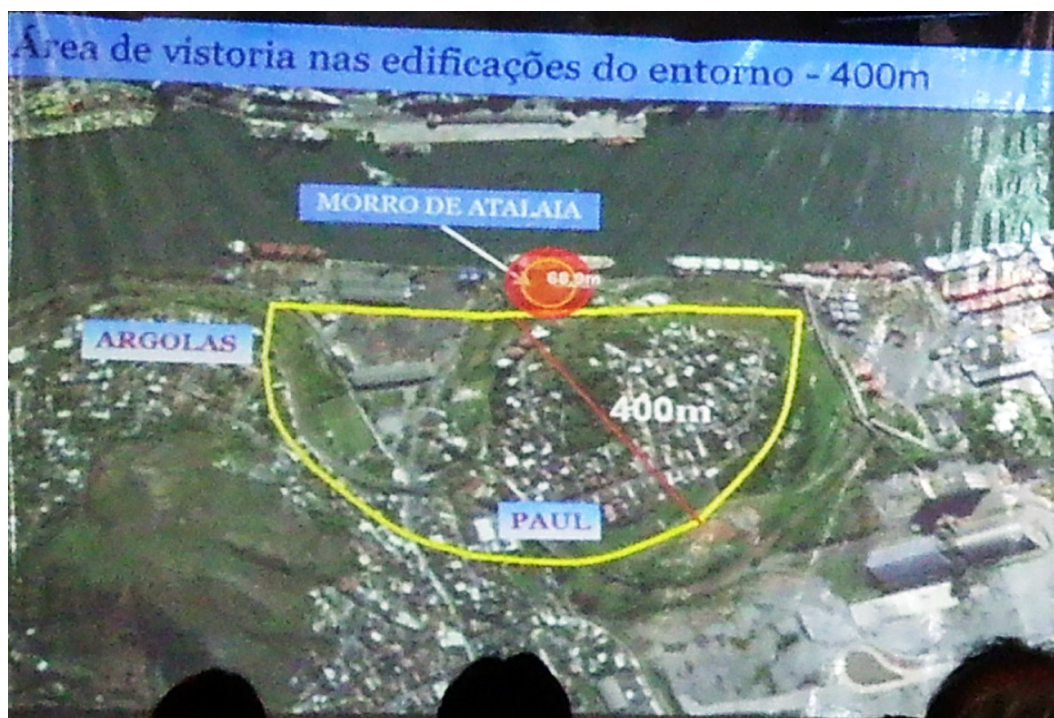 Área de vistoria nas edificações do entorno - 400m
MORRO DE ATALAIA
ARGOLAS
400m
PAUL